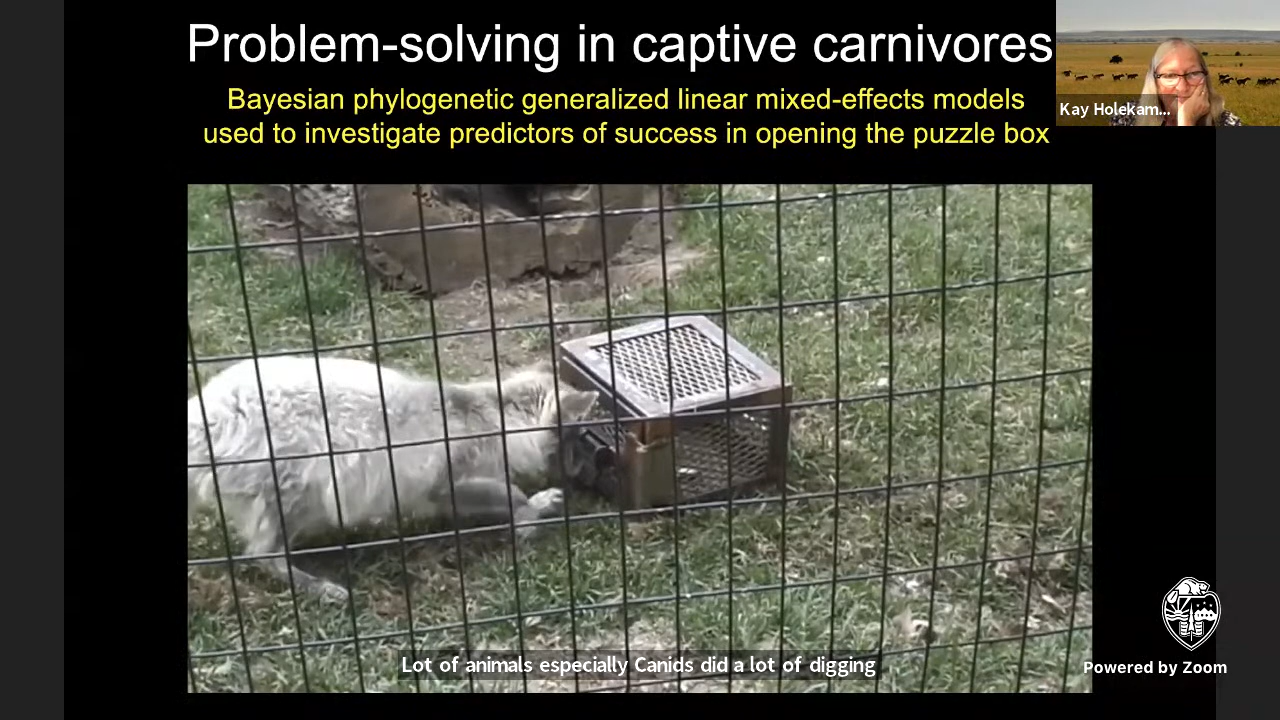 Problem-solving in captive carnivores
Bayesian phylogenetic generalized linear mixed-effects models
used to investigate predictors of success in opening the puzzle box
Kay Holekam...
Lot of animals especially Canids did a lot of digging
Powered by Zoom